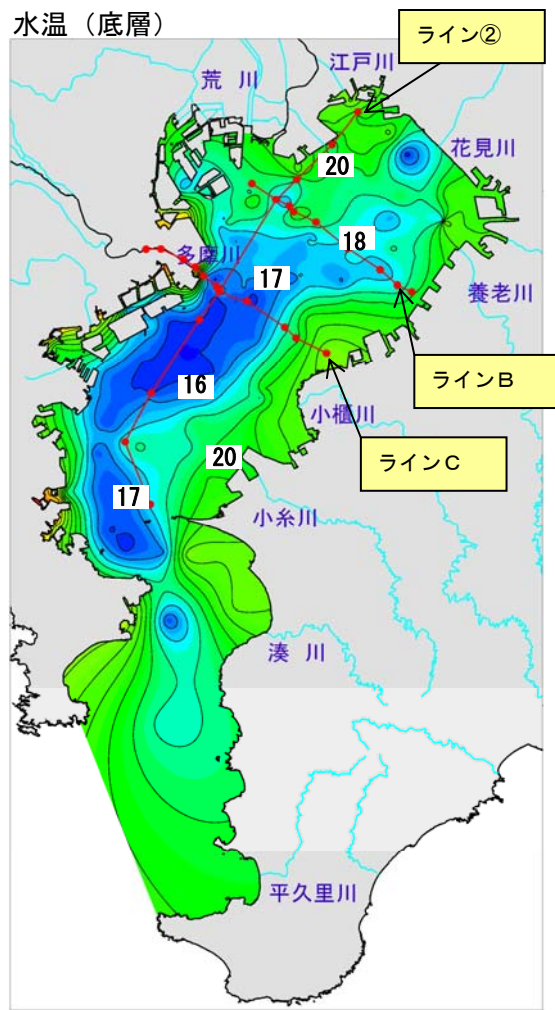 水温（底層）
ライン②
江戸川
荒 川
花見川
20
18
多摩川
17
養老川
16
ラインB
小櫃川
20
ラインC
17
小糸川
湊 川
平久里川